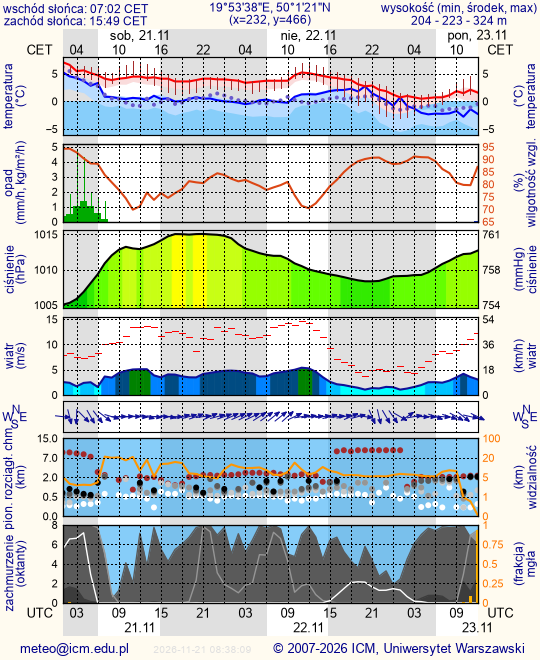 wschód słońca: 07:02 CET 19°53'38"E, 50°1'21"N wysokość (min, środek, max)
zachód słońca: 15:49 CET (x=232, y=466) 204 - 223 - 324 m
sob, 21.11 nie, 22.11 pon, 23.11
CET 04 10 16 22 04 10 16 22 04 10 CET
temperatura (°C) 5 0 −5
5 0 −5 (°C) temperatura
opad (mm/h, kg/m²/h) 5 4 3 2 1 0
95 90 85 80 75 70 65 (%) wilgotność wzgl.
ciśnienie (hPa) 1015 1010 1005
761 758 754 (mmHg) ciśnienie
wiatr (m/s) 15 10 5 0
54 36 18 0 (km/h) wiatr
N W E S
N W E S
pion. rozciągł. chm. (km) 15.0 7.0 2.0 0.5 0.0
100 20 5 1 0 (km) widzialność
zachmurzenie (oktanty) 8 6 4 2 0
1 0.75 0.5 0.25 0 (frakcja) mgła
UTC 03 09 15 21 03 09 15 21 03 09 UTC
21.11 22.11 23.11
meteo@icm.edu.pl 2026-11-21 08:38:09 © 2007-2026 ICM, Uniwersytet Warszawski